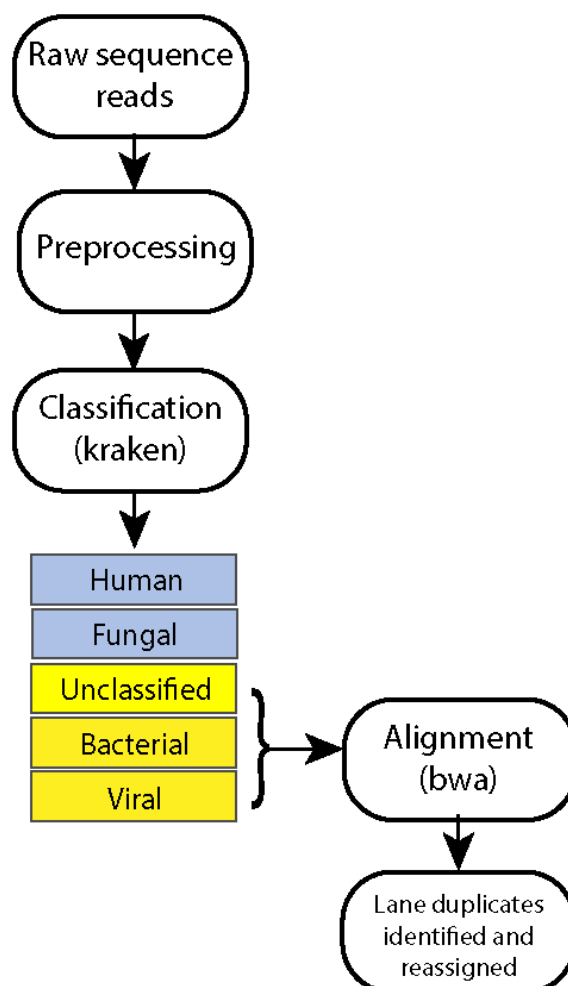 Raw sequence
reads
Preprocessing
Classification
(kraken)
Human
Fungal
Unclassified
Bacterial
Viral
Alignment
(bwa)
Lane duplicates
identified and
reassigned